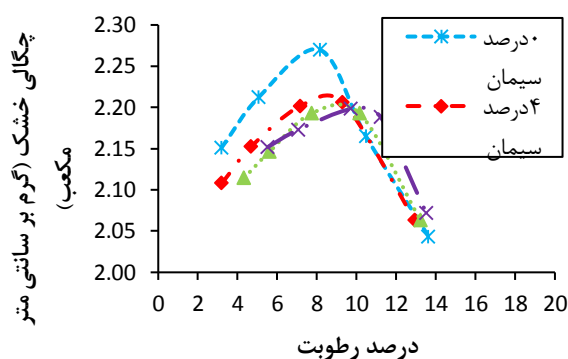 2.30
2.25
2.20
2.15
2.10
2.05
2.00
0 2 4 6 8 10 12 14 16 18 20
چگالی خشک (گرم بر سانتی متر
مکعب)
درصد رطوبت
۰درصد
سیمان
۴درصد
سیمان